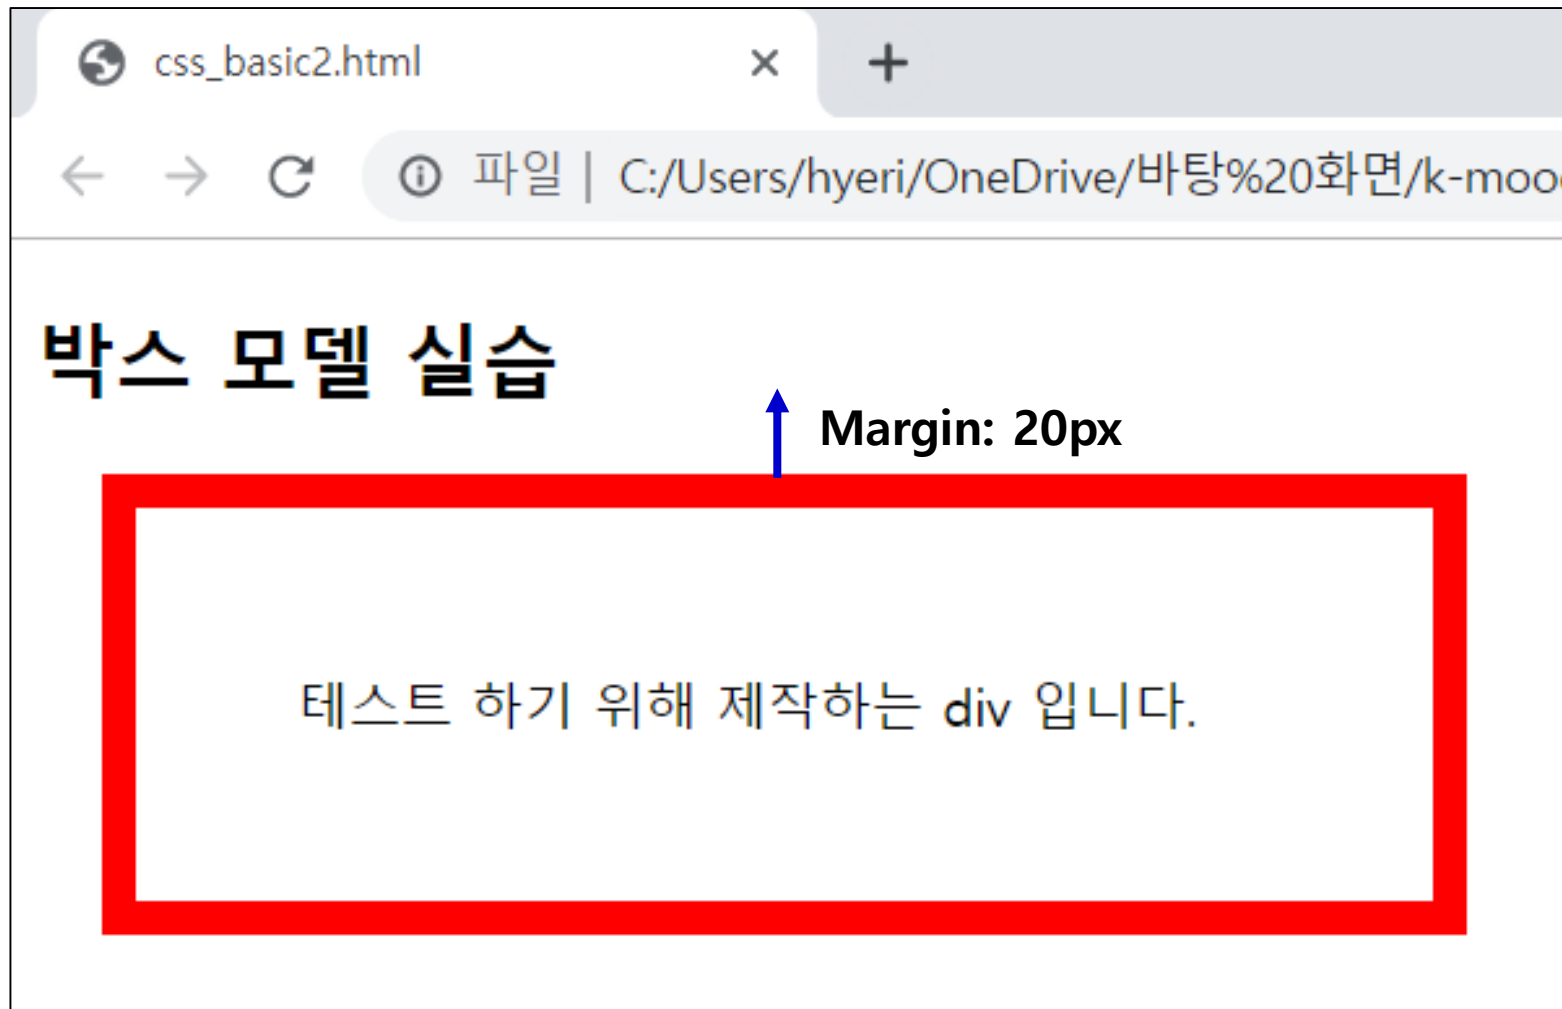 css_basic2.html
파일 | C:/Users/hyeri/OneDrive/바탕%20화면/k-moo
박스 모델 실습
Margin: 20px
테스트 하기 위해 제작하는 div 입니다.